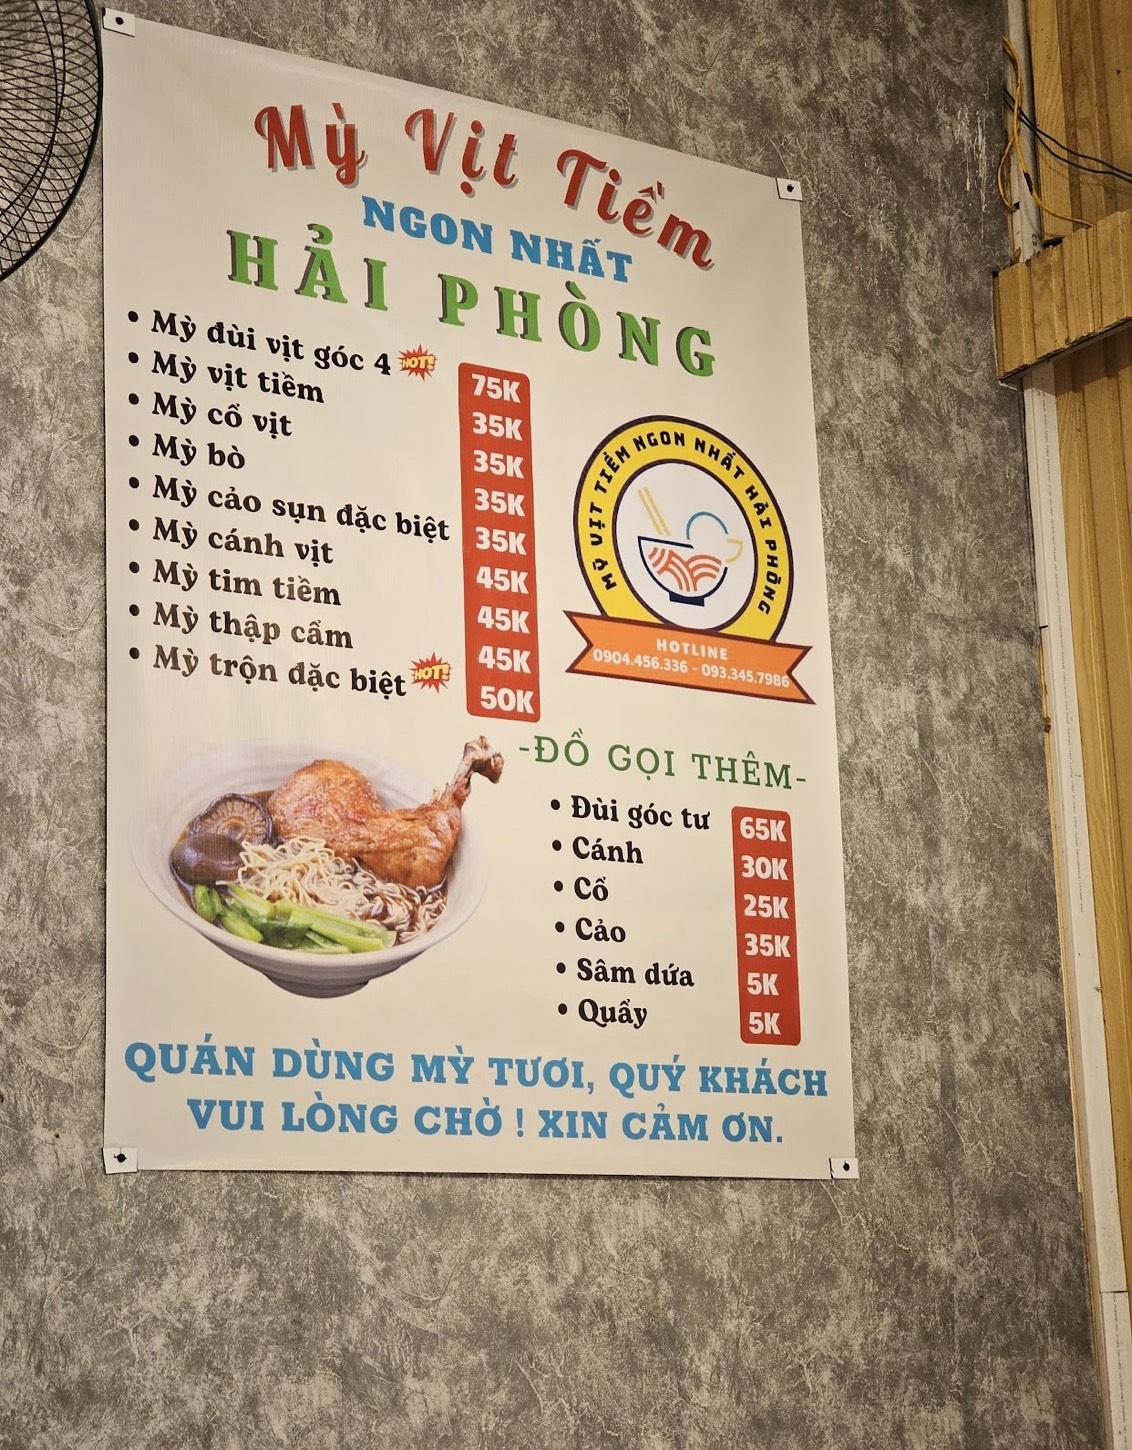 Mỳ Vịt Tiềm
NGON NHẤT
HẢI PHÒNG
• Mỳ đùi vịt góc 4 HOT! 75K
• Mỳ vịt tiềm 35K
• Mỳ cổ vịt 35K
• Mỳ bò 35K
• Mỳ cảo sụn đặc biệt 35K
• Mỳ cánh vịt 45K
• Mỳ tim tiềm 45K
• Mỳ thập cẩm 45K
• Mỳ trộn đặc biệt HOT! 50K
MỲ VỊT TIỀM NGON NHẤT HẢI PHÒNG
HOTLINE
0904.456.336 - 093.345.7986
-ĐỒ GỌI THÊM-
• Đùi góc tư 65K
• Cánh 30K
• Cổ 25K
• Cảo 35K
• Sâm dứa 5K
• Quẩy 5K
QUÁN DÙNG MỲ TƯƠI, QUÝ KHÁCH
VUI LÒNG CHỜ ! XIN CẢM ƠN.